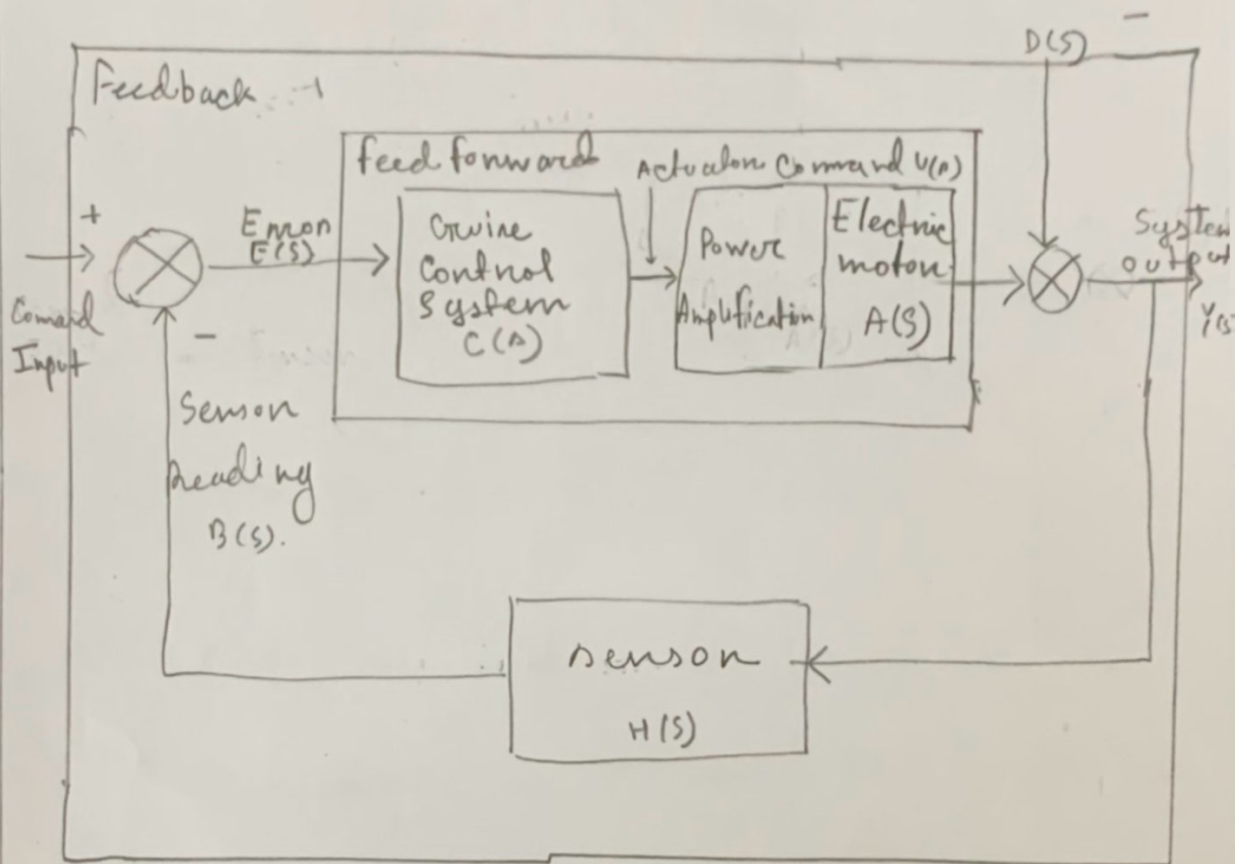 D(S)
Feedback
feed forward
Actuator Command U(s)
+
Error
E(S)
Cruise
Control
System
C(s)
Power
Amplification
Electric
motor
A(S)
System
output
Y(s)
Comand
Input
-
Sensor
Reading
B(S).
sensor
H(S)